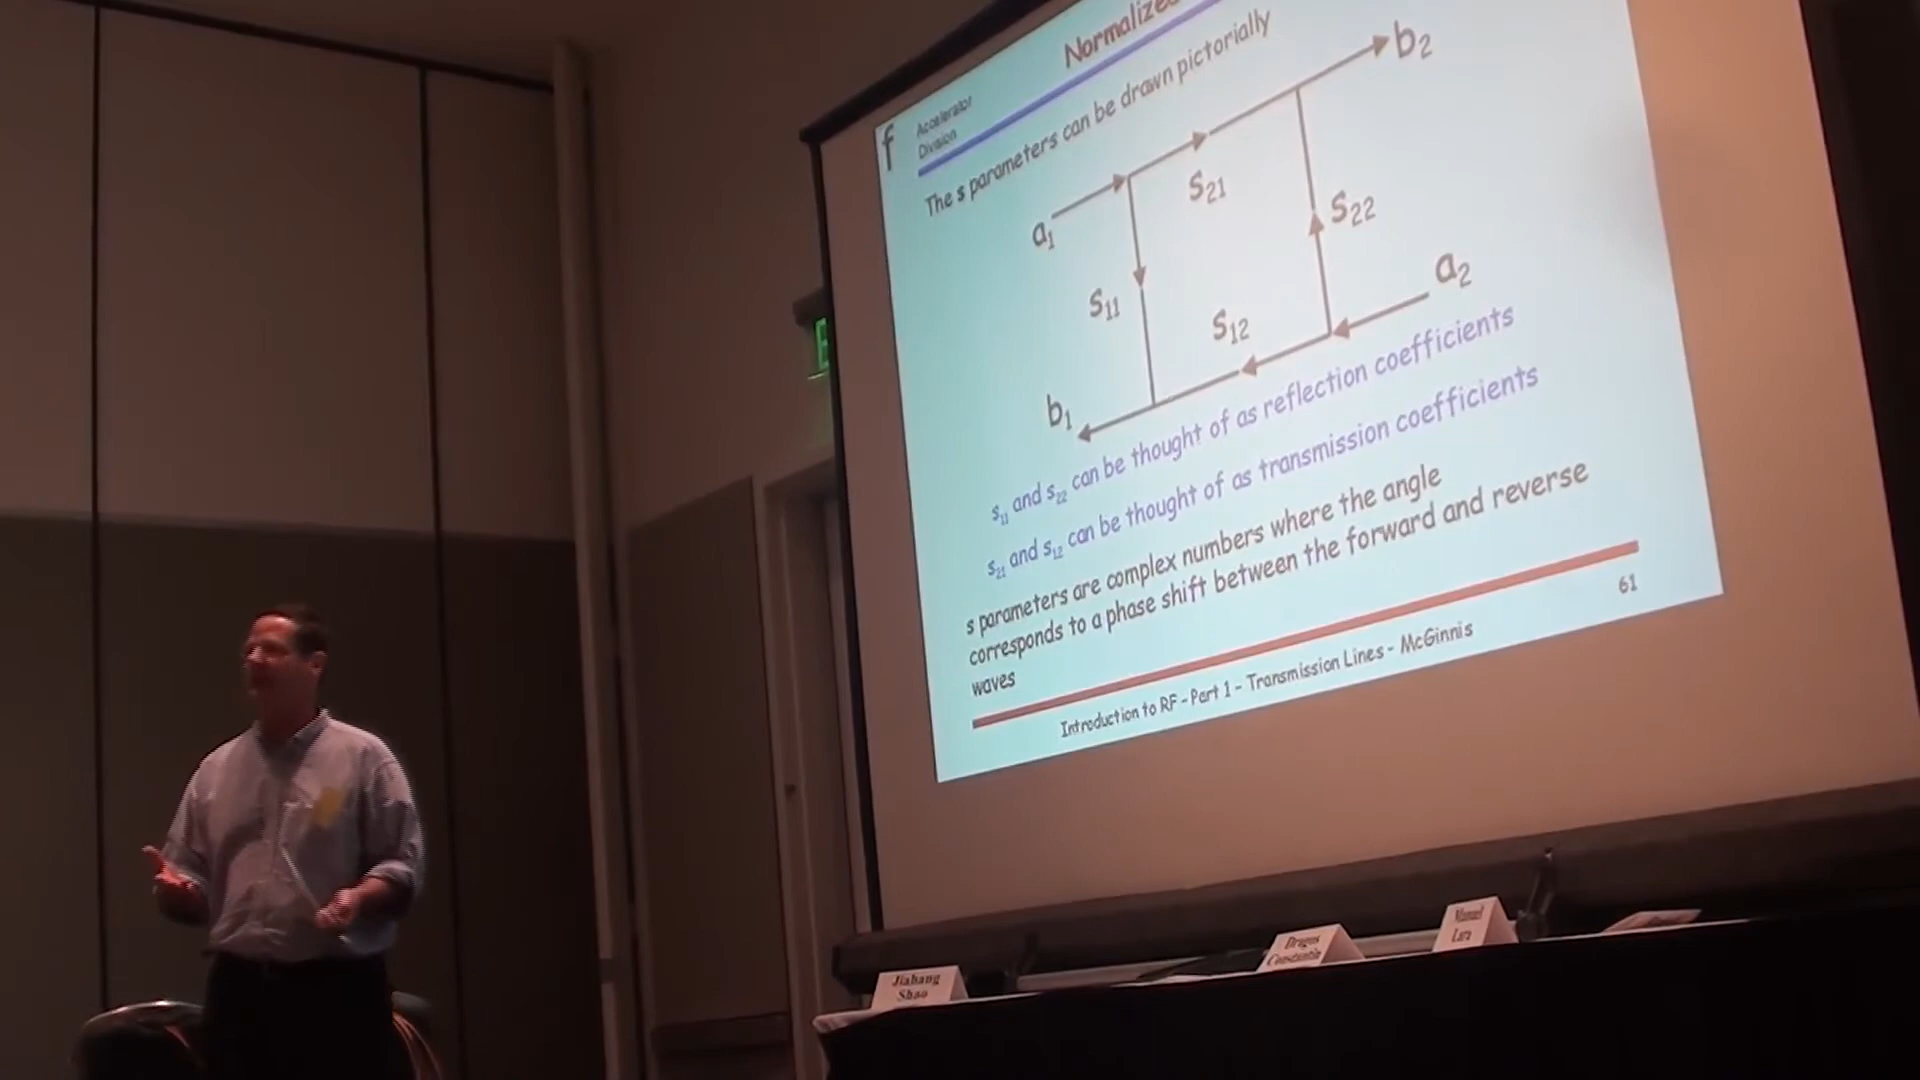 f
Accelerator
Division
The s parameters can be drawn pictorially
b₂
a₁
s₂₁
s₂₂
a₂
s₁₁
s₁₂
b₁
s₁₁ and s₂₂ can be thought of as reflection coefficients
s₂₁ and s₁₂ can be thought of as transmission coefficients
s parameters are complex numbers where the angle
corresponds to a phase shift between the forward and reverse
waves
Introduction to RF - Part 1 - Transmission Lines - McGinnis
61
Jiahang
Shao
Dragos
Constantin
Manuel
Lara